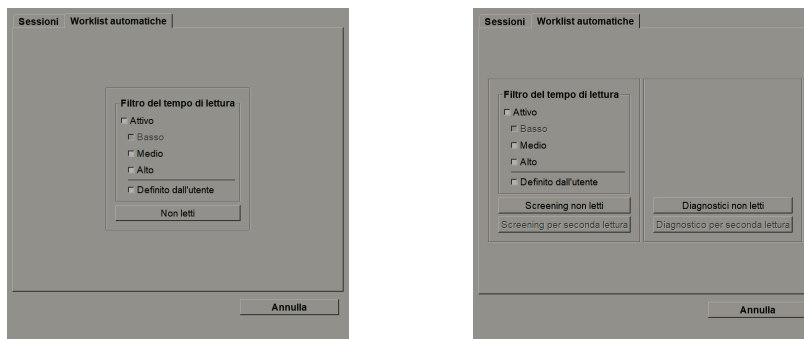 Sessioni Worklist automatiche
Filtro del tempo di lettura
Attivo
Basso
Medio
Alto
Definito dall'utente
Non letti
Annulla
Sessioni Worklist automatiche
Filtro del tempo di lettura
Attivo
Basso
Medio
Alto
Definito dall'utente
Screening non letti
Screening per seconda lettura
Diagnostici non letti
Diagnostico per seconda lettura
Annulla